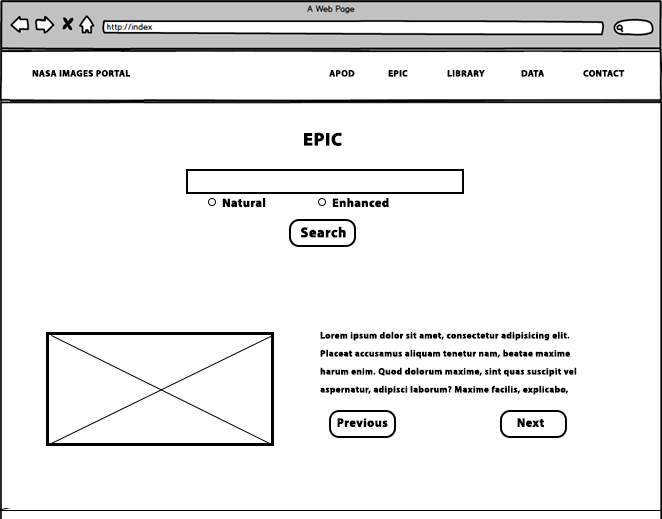 A Web Page
http://index
NASA IMAGES PORTAL APOD EPIC LIBRARY DATA CONTACT
EPIC
Natural Enhanced
Search
Lorem ipsum dolor sit amet, consectetur adipisicing elit.
Placeat accusamus aliquam tenetur nam, beatae maxime
harum enim. Quod dolorum maxime, sint quas suscipit vel
aspernatur, adipisci laborum? Maxime facilis, explicabo,
Previous Next